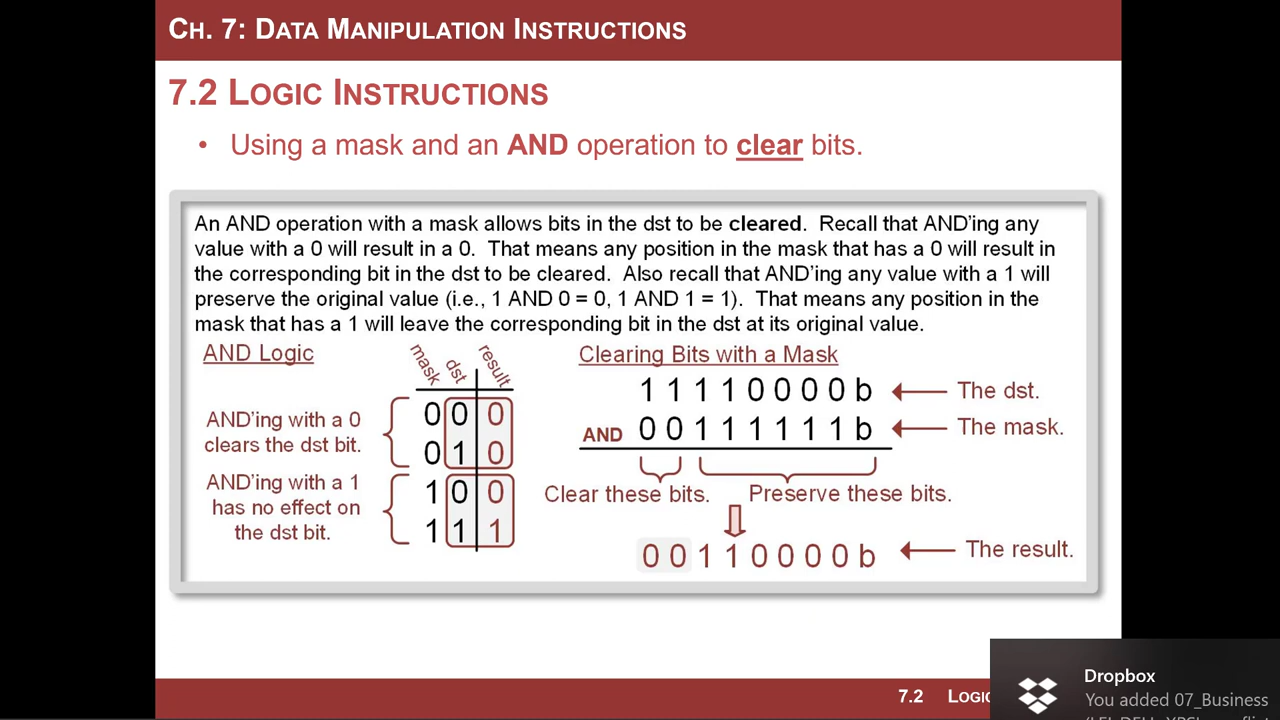 CH. 7: DATA MANIPULATION INSTRUCTIONS
7.2 LOGIC INSTRUCTIONS
• Using a mask and an AND operation to clear bits.
An AND operation with a mask allows bits in the dst to be cleared. Recall that AND'ing any
value with a 0 will result in a 0. That means any position in the mask that has a 0 will result in
the corresponding bit in the dst to be cleared. Also recall that AND'ing any value with a 1 will
preserve the original value (i.e., 1 AND 0 = 0, 1 AND 1 = 1). That means any position in the
mask that has a 1 will leave the corresponding bit in the dst at its original value.
AND Logic
mask dst result
AND'ing with a 0
clears the dst bit.
0 0 0
0 1 0
AND'ing with a 1
has no effect on
the dst bit.
1 0 0
1 1 1
Clearing Bits with a Mask
1 1 1 1 0 0 0 0 b The dst.
AND 0 0 1 1 1 1 1 1 b The mask.
Clear these bits. Preserve these bits.
0 0 1 1 0 0 0 0 b The result.
7.2
Dropbox
You added 07_Business